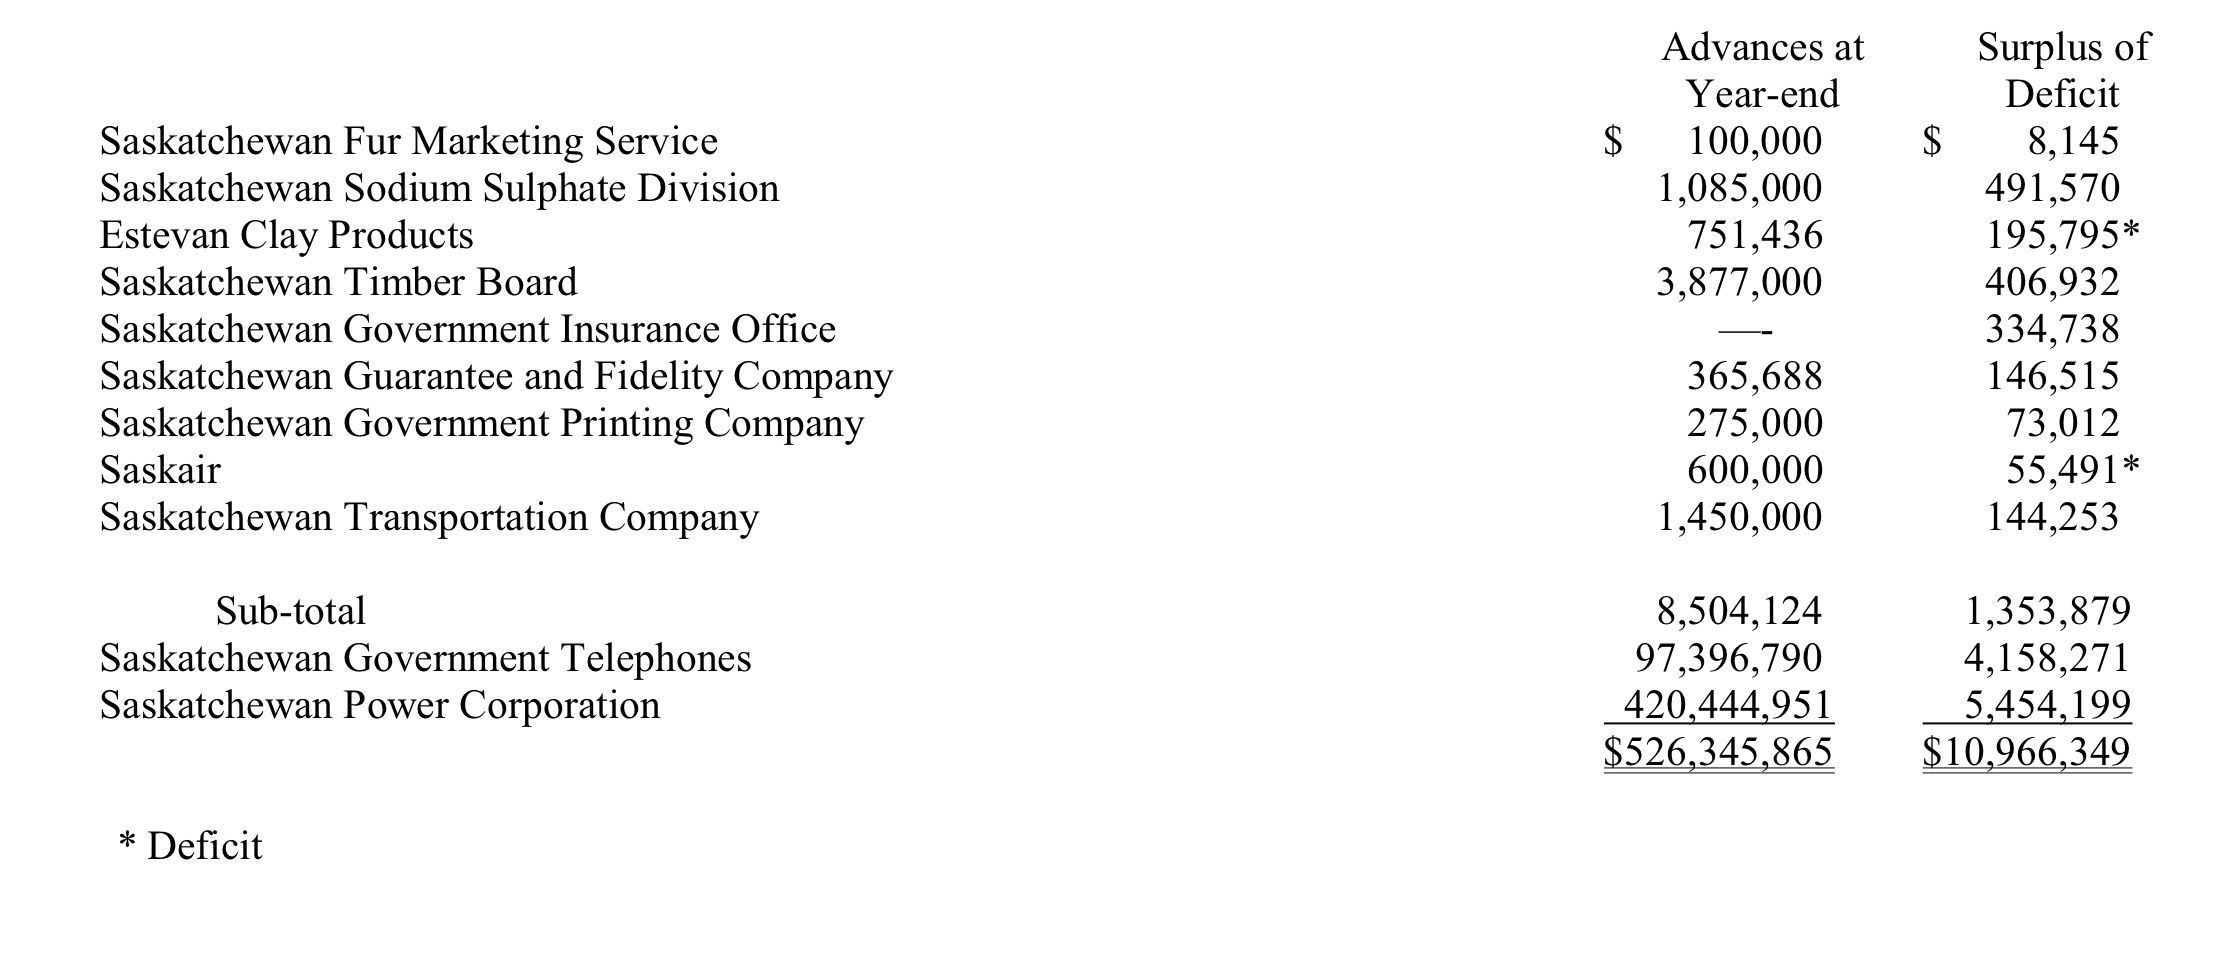 Advances at Surplus of
Year-end Deficit
Saskatchewan Fur Marketing Service $ 100,000 $ 8,145
Saskatchewan Sodium Sulphate Division 1,085,000 491,570
Estevan Clay Products 751,436 195,795*
Saskatchewan Timber Board 3,877,000 406,932
Saskatchewan Government Insurance Office —- 334,738
Saskatchewan Guarantee and Fidelity Company 365,688 146,515
Saskatchewan Government Printing Company 275,000 73,012
Saskair 600,000 55,491*
Saskatchewan Transportation Company 1,450,000 144,253
Sub-total 8,504,124 1,353,879
Saskatchewan Government Telephones 97,396,790 4,158,271
Saskatchewan Power Corporation 420,444,951 5,454,199
$526,345,865 $10,966,349
* Deficit